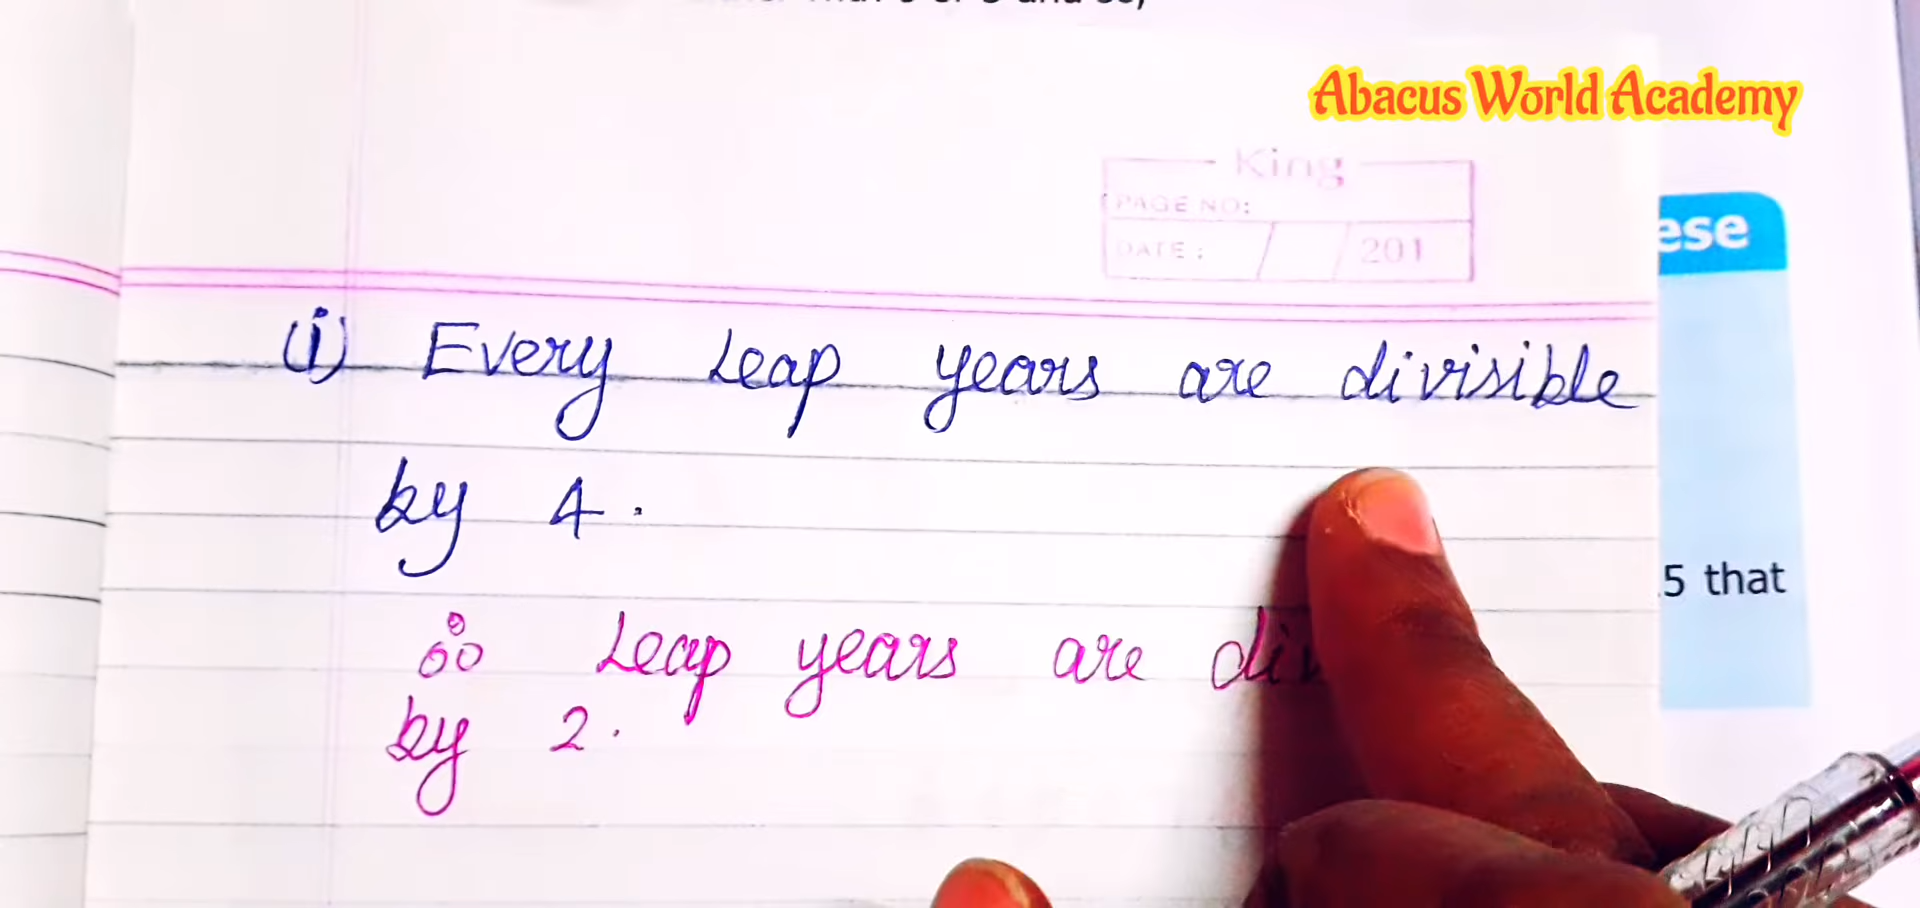 Abacus World Academy
King
PAGE NO:
DATE: / / 201
ese
(i) Every Leap years are divisible
by 4.
5 that
∴ Leap years are div
by 2.